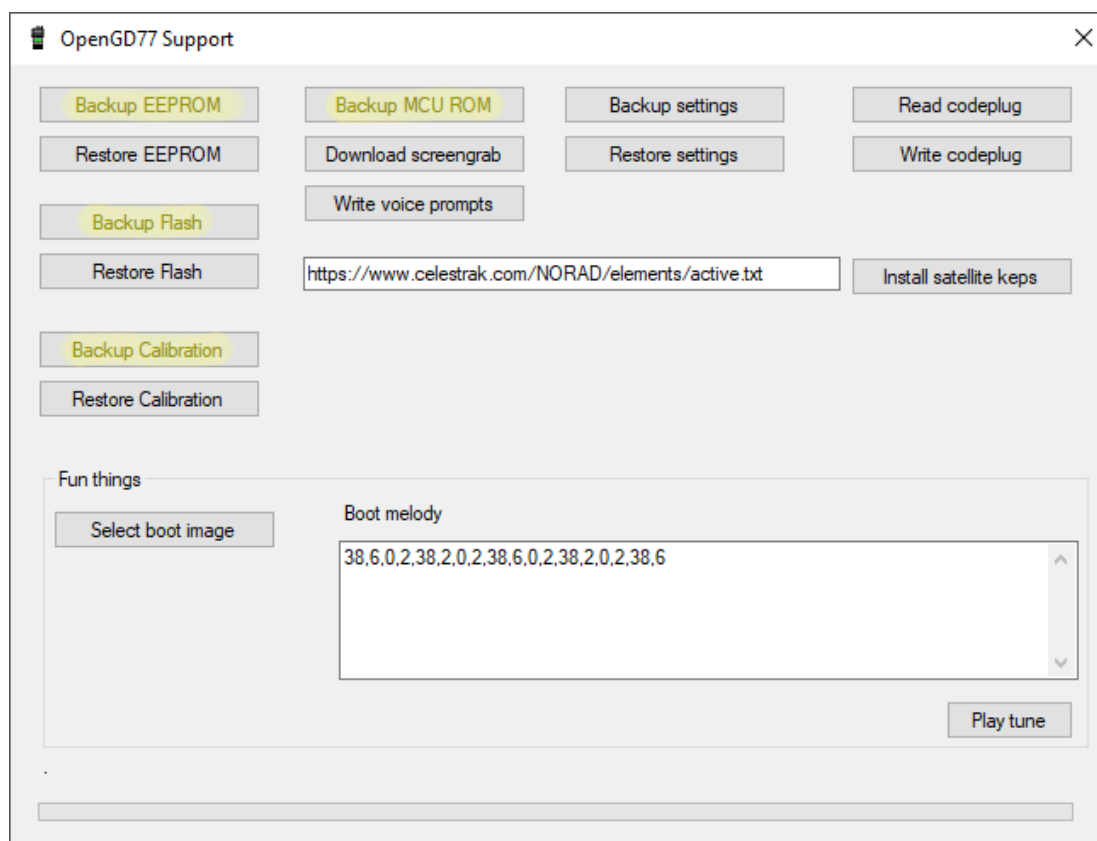 OpenGD77 Support
Backup EEPROM
Backup MCU ROM
Backup settings
Read codeplug
Restore EEPROM
Download screengrab
Restore settings
Write codeplug
Write voice prompts
Backup Flash
Restore Flash
https://www.celestrak.com/NORAD/elements/active.txt
Install satellite keps
Backup Calibration
Restore Calibration
Fun things
Select boot image
Boot melody
38,6,0,2,38,2,0,2,38,6,0,2,38,2,0,2,38,6
Play tune
.